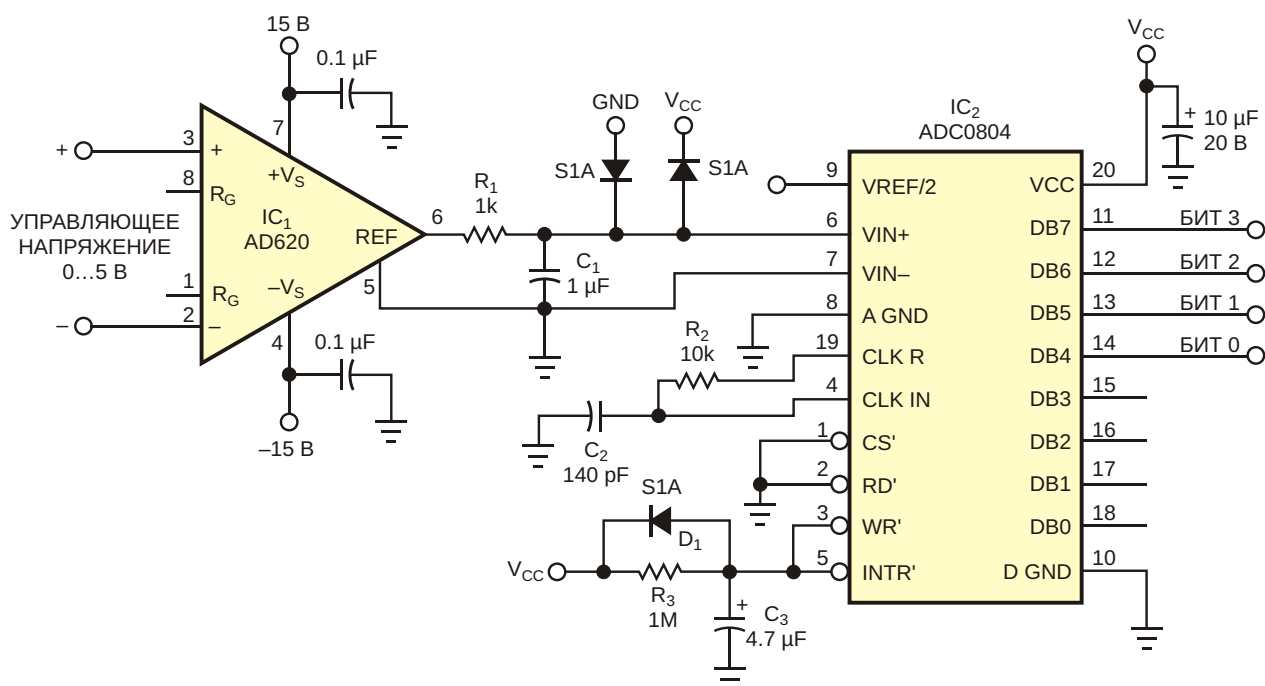 15 В
0.1 µF
7
3
+
+
8
+VS
RG
УПРАВЛЯЮЩЕЕ
НАПРЯЖЕНИЕ
0…5 В
IC1
AD620
REF
6
1
RG
–VS
5
2
–
–
4
0.1 µF
–15 В
R1
1k
C1
1 µF
GND
VCC
S1A
S1A
R2
10k
C2
140 pF
S1A
D1
VCC
R3
1M
+
C3
4.7 µF
IC2
ADC0804
9
VREF/2
6
VIN+
7
VIN–
8
A GND
19
CLK R
4
CLK IN
1
CS'
2
RD'
3
WR'
5
INTR'
VCC
+
10 µF
20 В
VCC
20
DB7
11
БИТ 3
DB6
12
БИТ 2
DB5
13
БИТ 1
DB4
14
БИТ 0
DB3
15
DB2
16
DB1
17
DB0
18
D GND
10